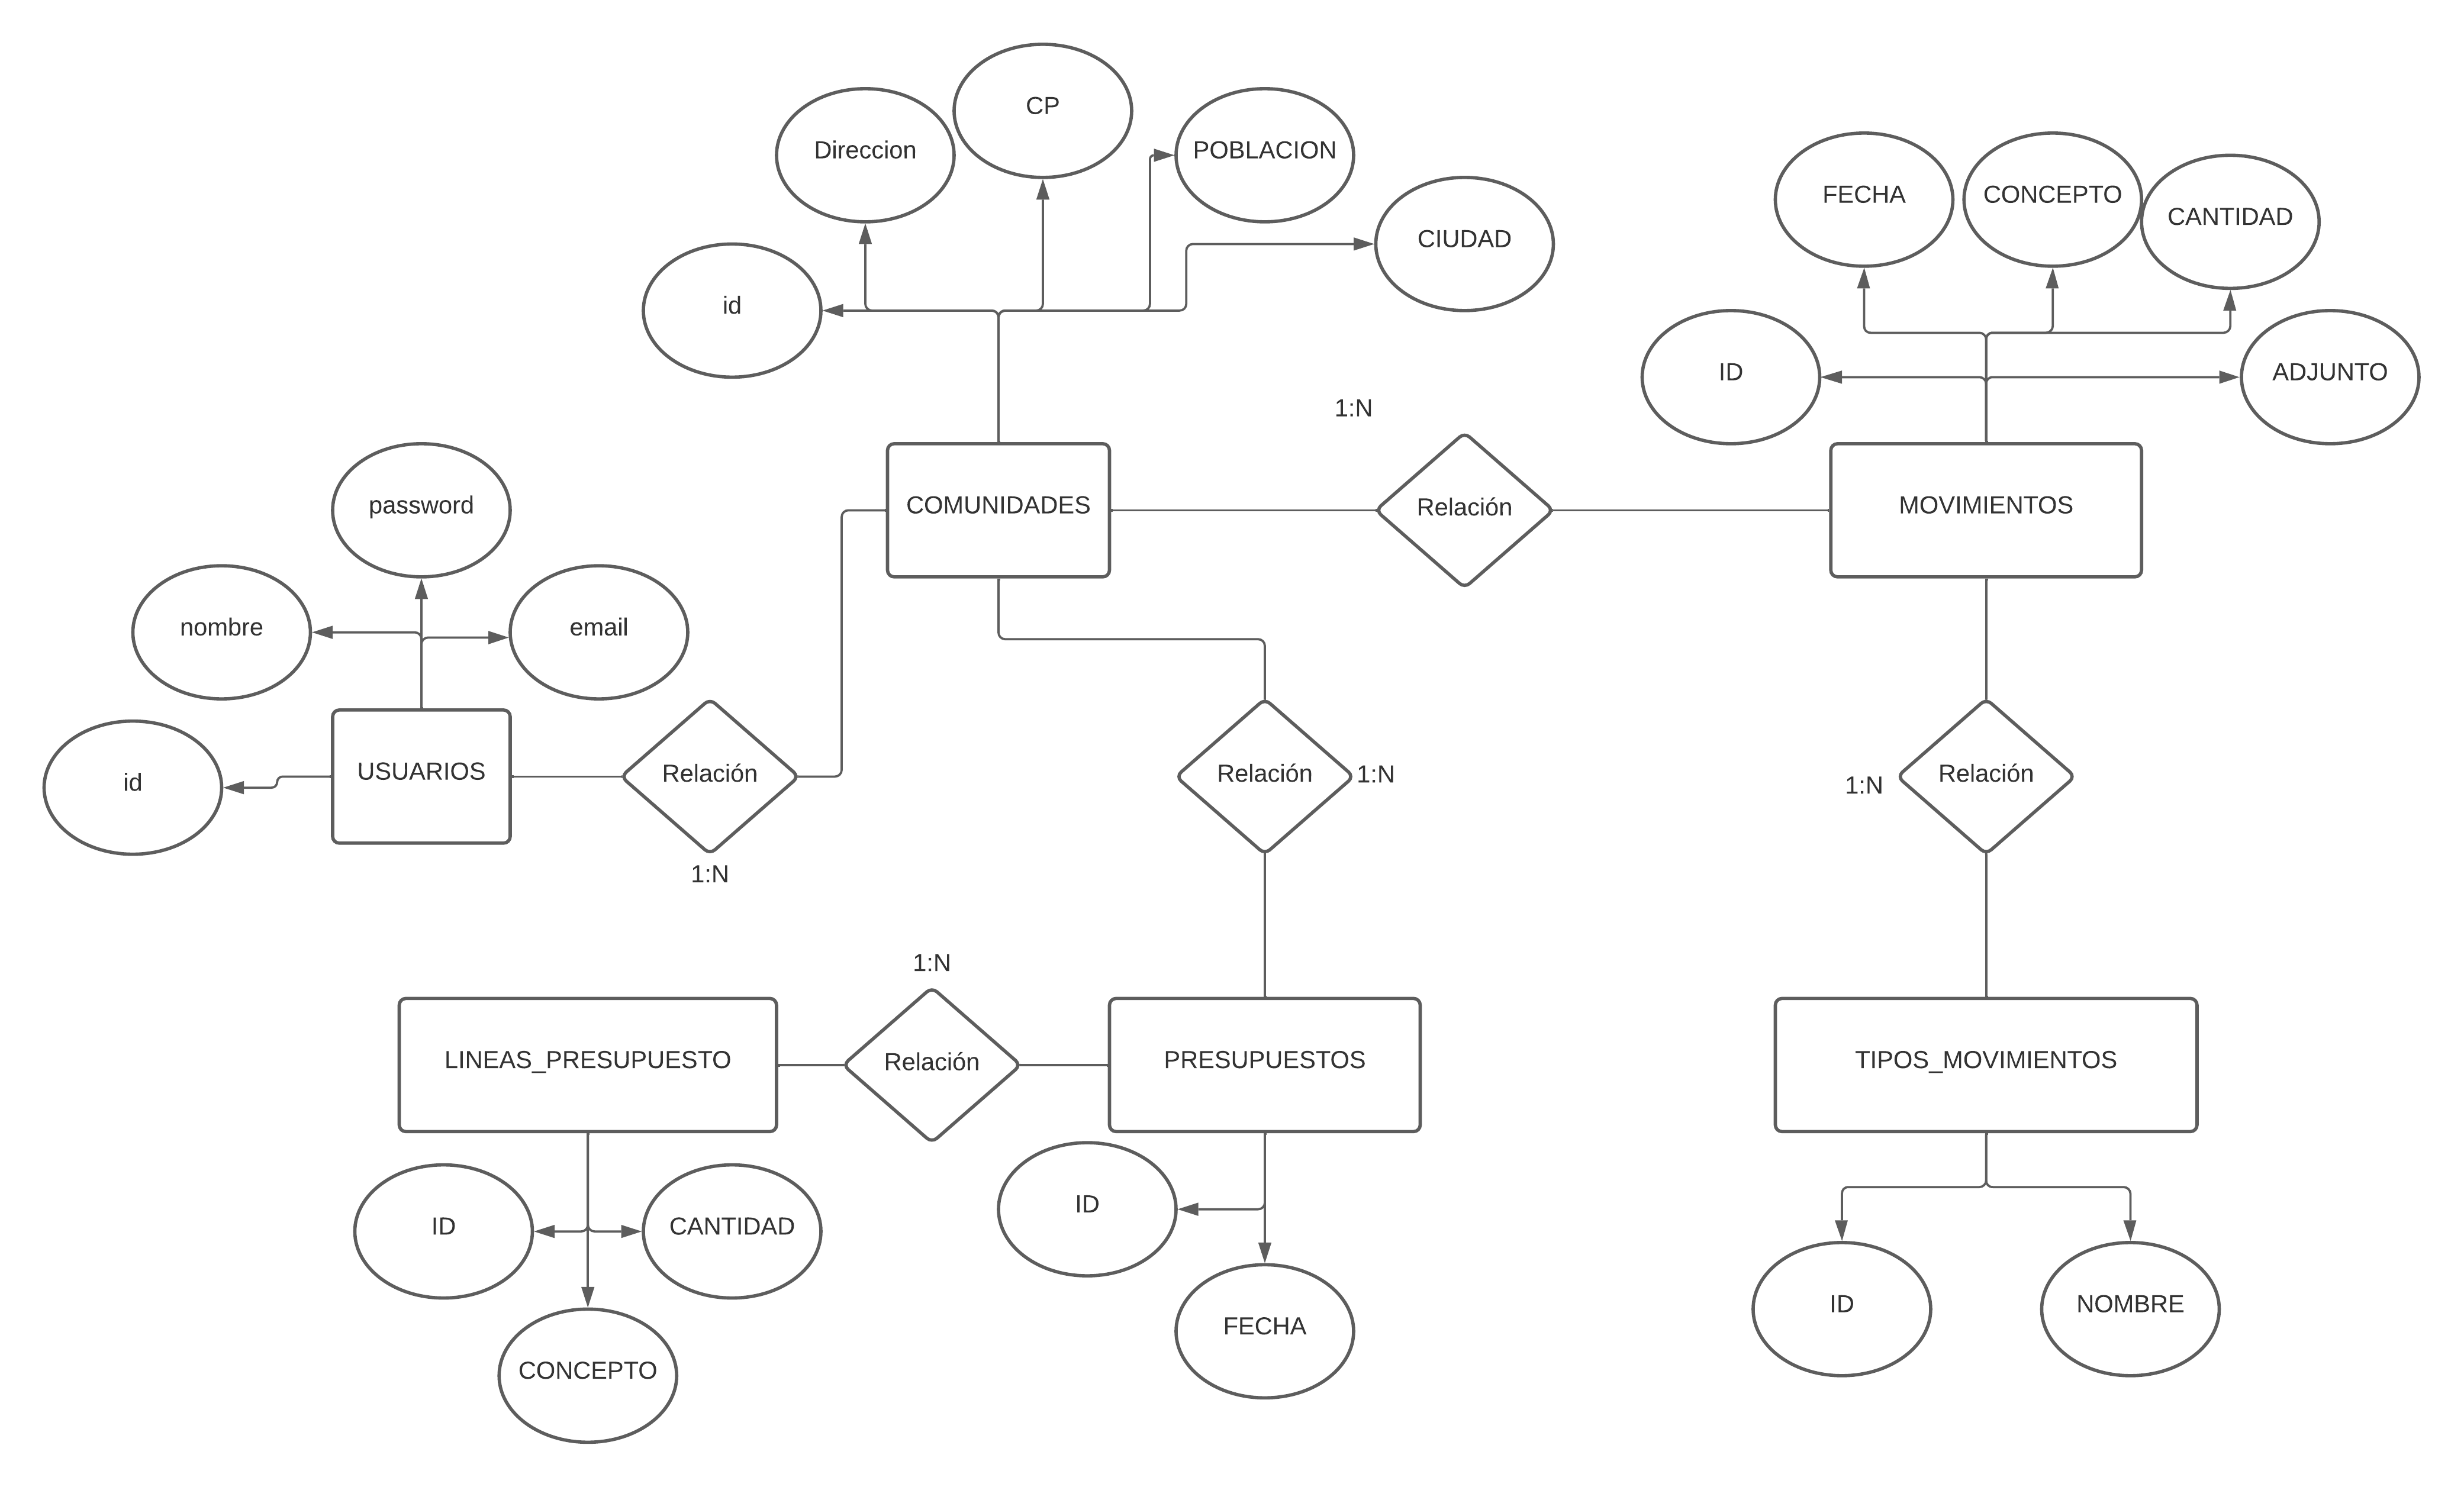 CP
Direccion
POBLACION
FECHA
CONCEPTO
CANTIDAD
CIUDAD
id
ID
ADJUNTO
1:N
password
COMUNIDADES
Relación
MOVIMIENTOS
nombre
email
id
USUARIOS
Relación
Relación
1:N
1:N
Relación
1:N
1:N
LINEAS_PRESUPUESTO
Relación
PRESUPUESTOS
TIPOS_MOVIMIENTOS
ID
CANTIDAD
ID
CONCEPTO
FECHA
ID
NOMBRE